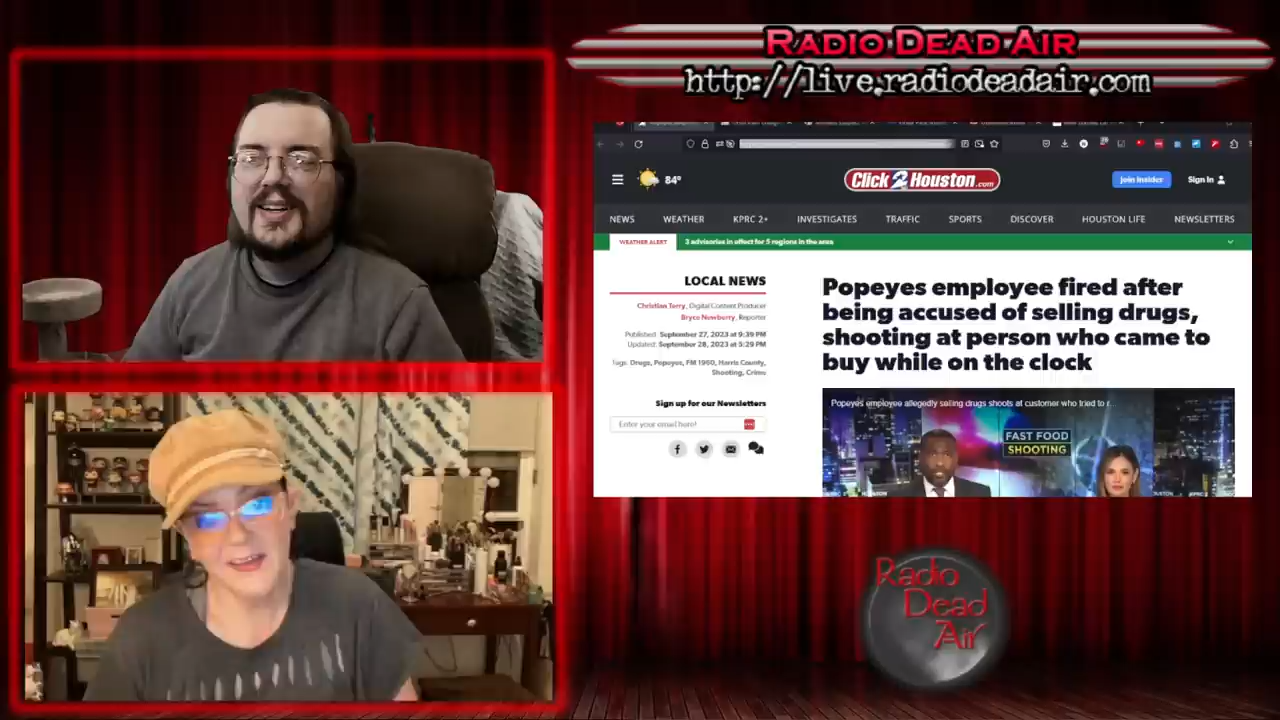 Radio Dead Air
http://live.radiodeadair.com
84°
Click2Houston.com
Join Insider
Sign In
NEWS
WEATHER
KPRC 2+
INVESTIGATES
TRAFFIC
SPORTS
DISCOVER
HOUSTON LIFE
NEWSLETTERS
WEATHER ALERT
3 advisories in effect for 5 regions in the area
LOCAL NEWS
Christian Terry, Digital Content Producer
Bryce Newberry, Reporter
Published: September 27, 2023 at 9:39 PM
Updated: September 28, 2023 at 5:29 PM
Tags: Drugs, Popeyes, FM 1960, Harris County,
Shooting, Crime
Sign up for our Newsletters
Enter your email here!
Popeyes employee fired after
being accused of selling drugs,
shooting at person who came to
buy while on the clock
Popeyes employee allegedly selling drugs shoots at customer who tried to r...
FAST FOOD
SHOOTING
Radio
Dead
Air